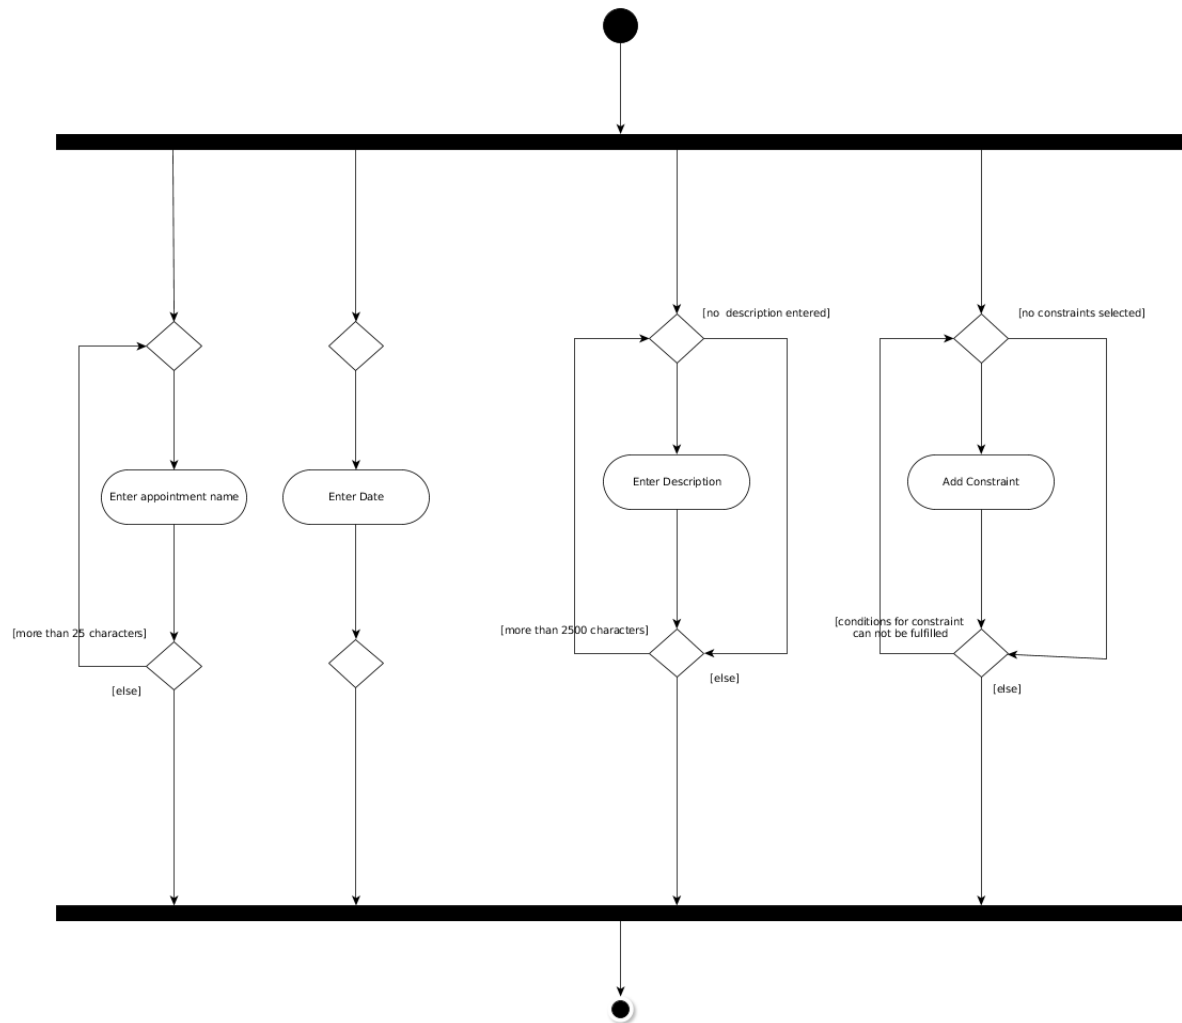 [no  description entered]
[no constraints selected]
Enter appointment name
Enter Date
Enter Description
Add Constraint
[more than 25 characters]
[more than 2500 characters]
[conditions for constraint
can not be fulfilled
[else]
[else]
[else]